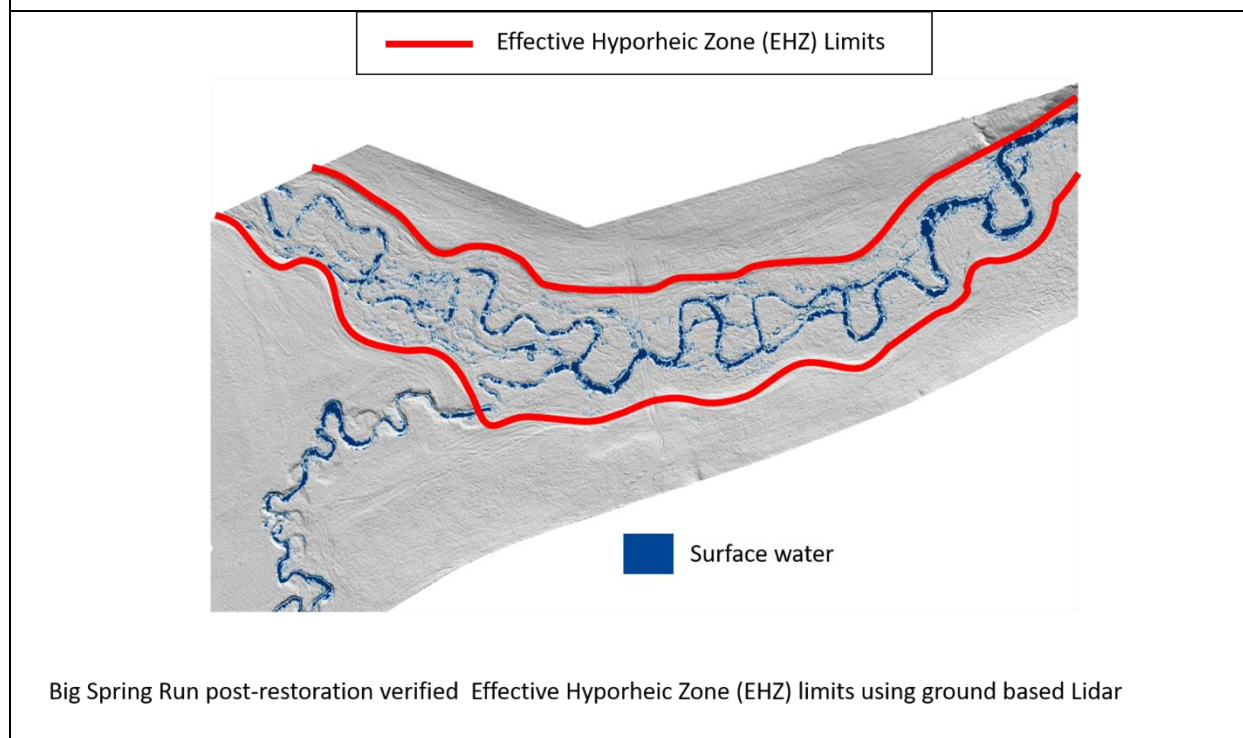 Effective Hyporheic Zone (EHZ) Limits
Surface water
Big Spring Run post-restoration verified  Effective Hyporheic Zone (EHZ) limits using ground based Lidar